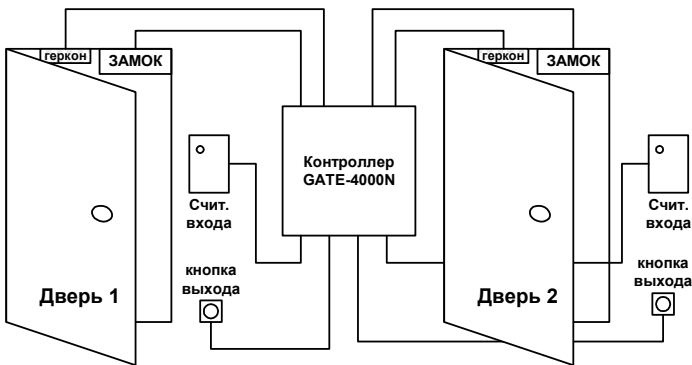 геркон
ЗАМОК
геркон
ЗАМОК
Контроллер
GATE-4000N
Счит.
входа
Счит.
входа
кнопка
выхода
кнопка
выхода
Дверь 1
Дверь 2